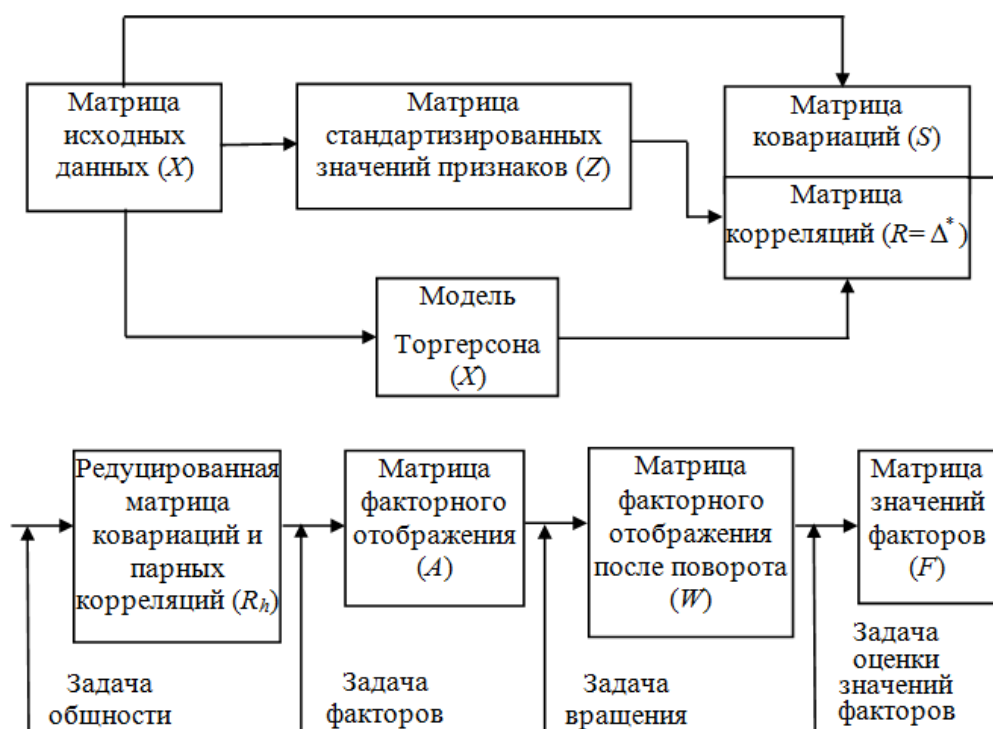 Матрица
исходных
данных (X)
Матрица
стандартизированных
значений признаков (Z)
Матрица
ковариаций (S)
Матрица
корреляций (R= Δ*)
Модель
Торгерсона
(X)
Редуцированная
матрица
ковариаций и
парных
корреляций (Rh)
Матрица
факторного
отображения
(A)
Матрица
факторного
отображения
после поворота
(W)
Матрица
значений
факторов
(F)
Задача
общности
Задача
факторов
Задача
вращения
Задача
оценки
значений
факторов